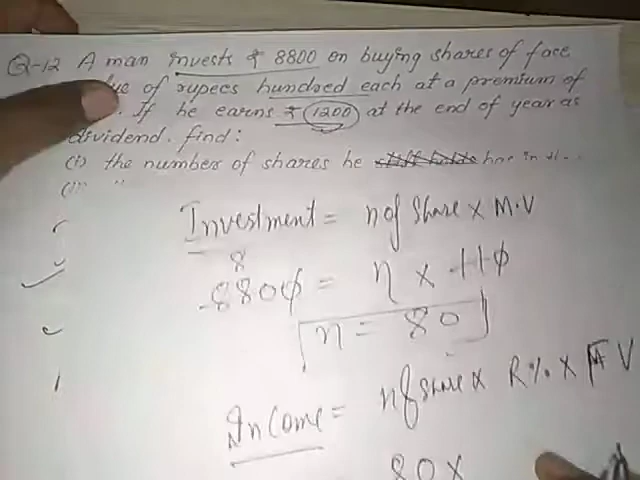 Q-12 A man invests ₹ 8800 on buying shares of face
of rupees hundred each at a premium of
If he earns ₹ 1200 at the end of year as
dividend. find:
(i) the number of shares he
Investment = n of share × M.V
8
8800 = n × 110
n = 80
Income = n of share × R% × F V
80 ×